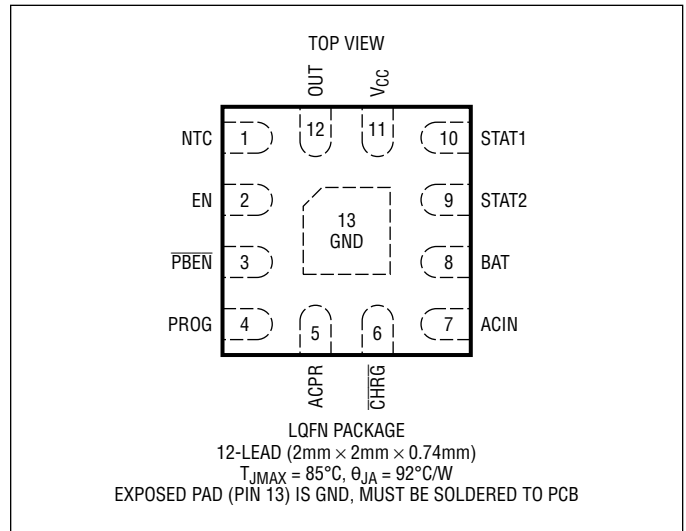 TOP VIEW
OUT
VCC
12
11
NTC 1
10 STAT1
EN 2
9 STAT2
13
GND
P̅B̅E̅N̅ 3
8 BAT
PROG 4
7 ACIN
5
6
ACPR
C̅H̅R̅G̅
LQFN PACKAGE
12-LEAD (2mm × 2mm × 0.74mm)
TJMAX = 85°C, θJA = 92°C/W
EXPOSED PAD (PIN 13) IS GND, MUST BE SOLDERED TO PCB